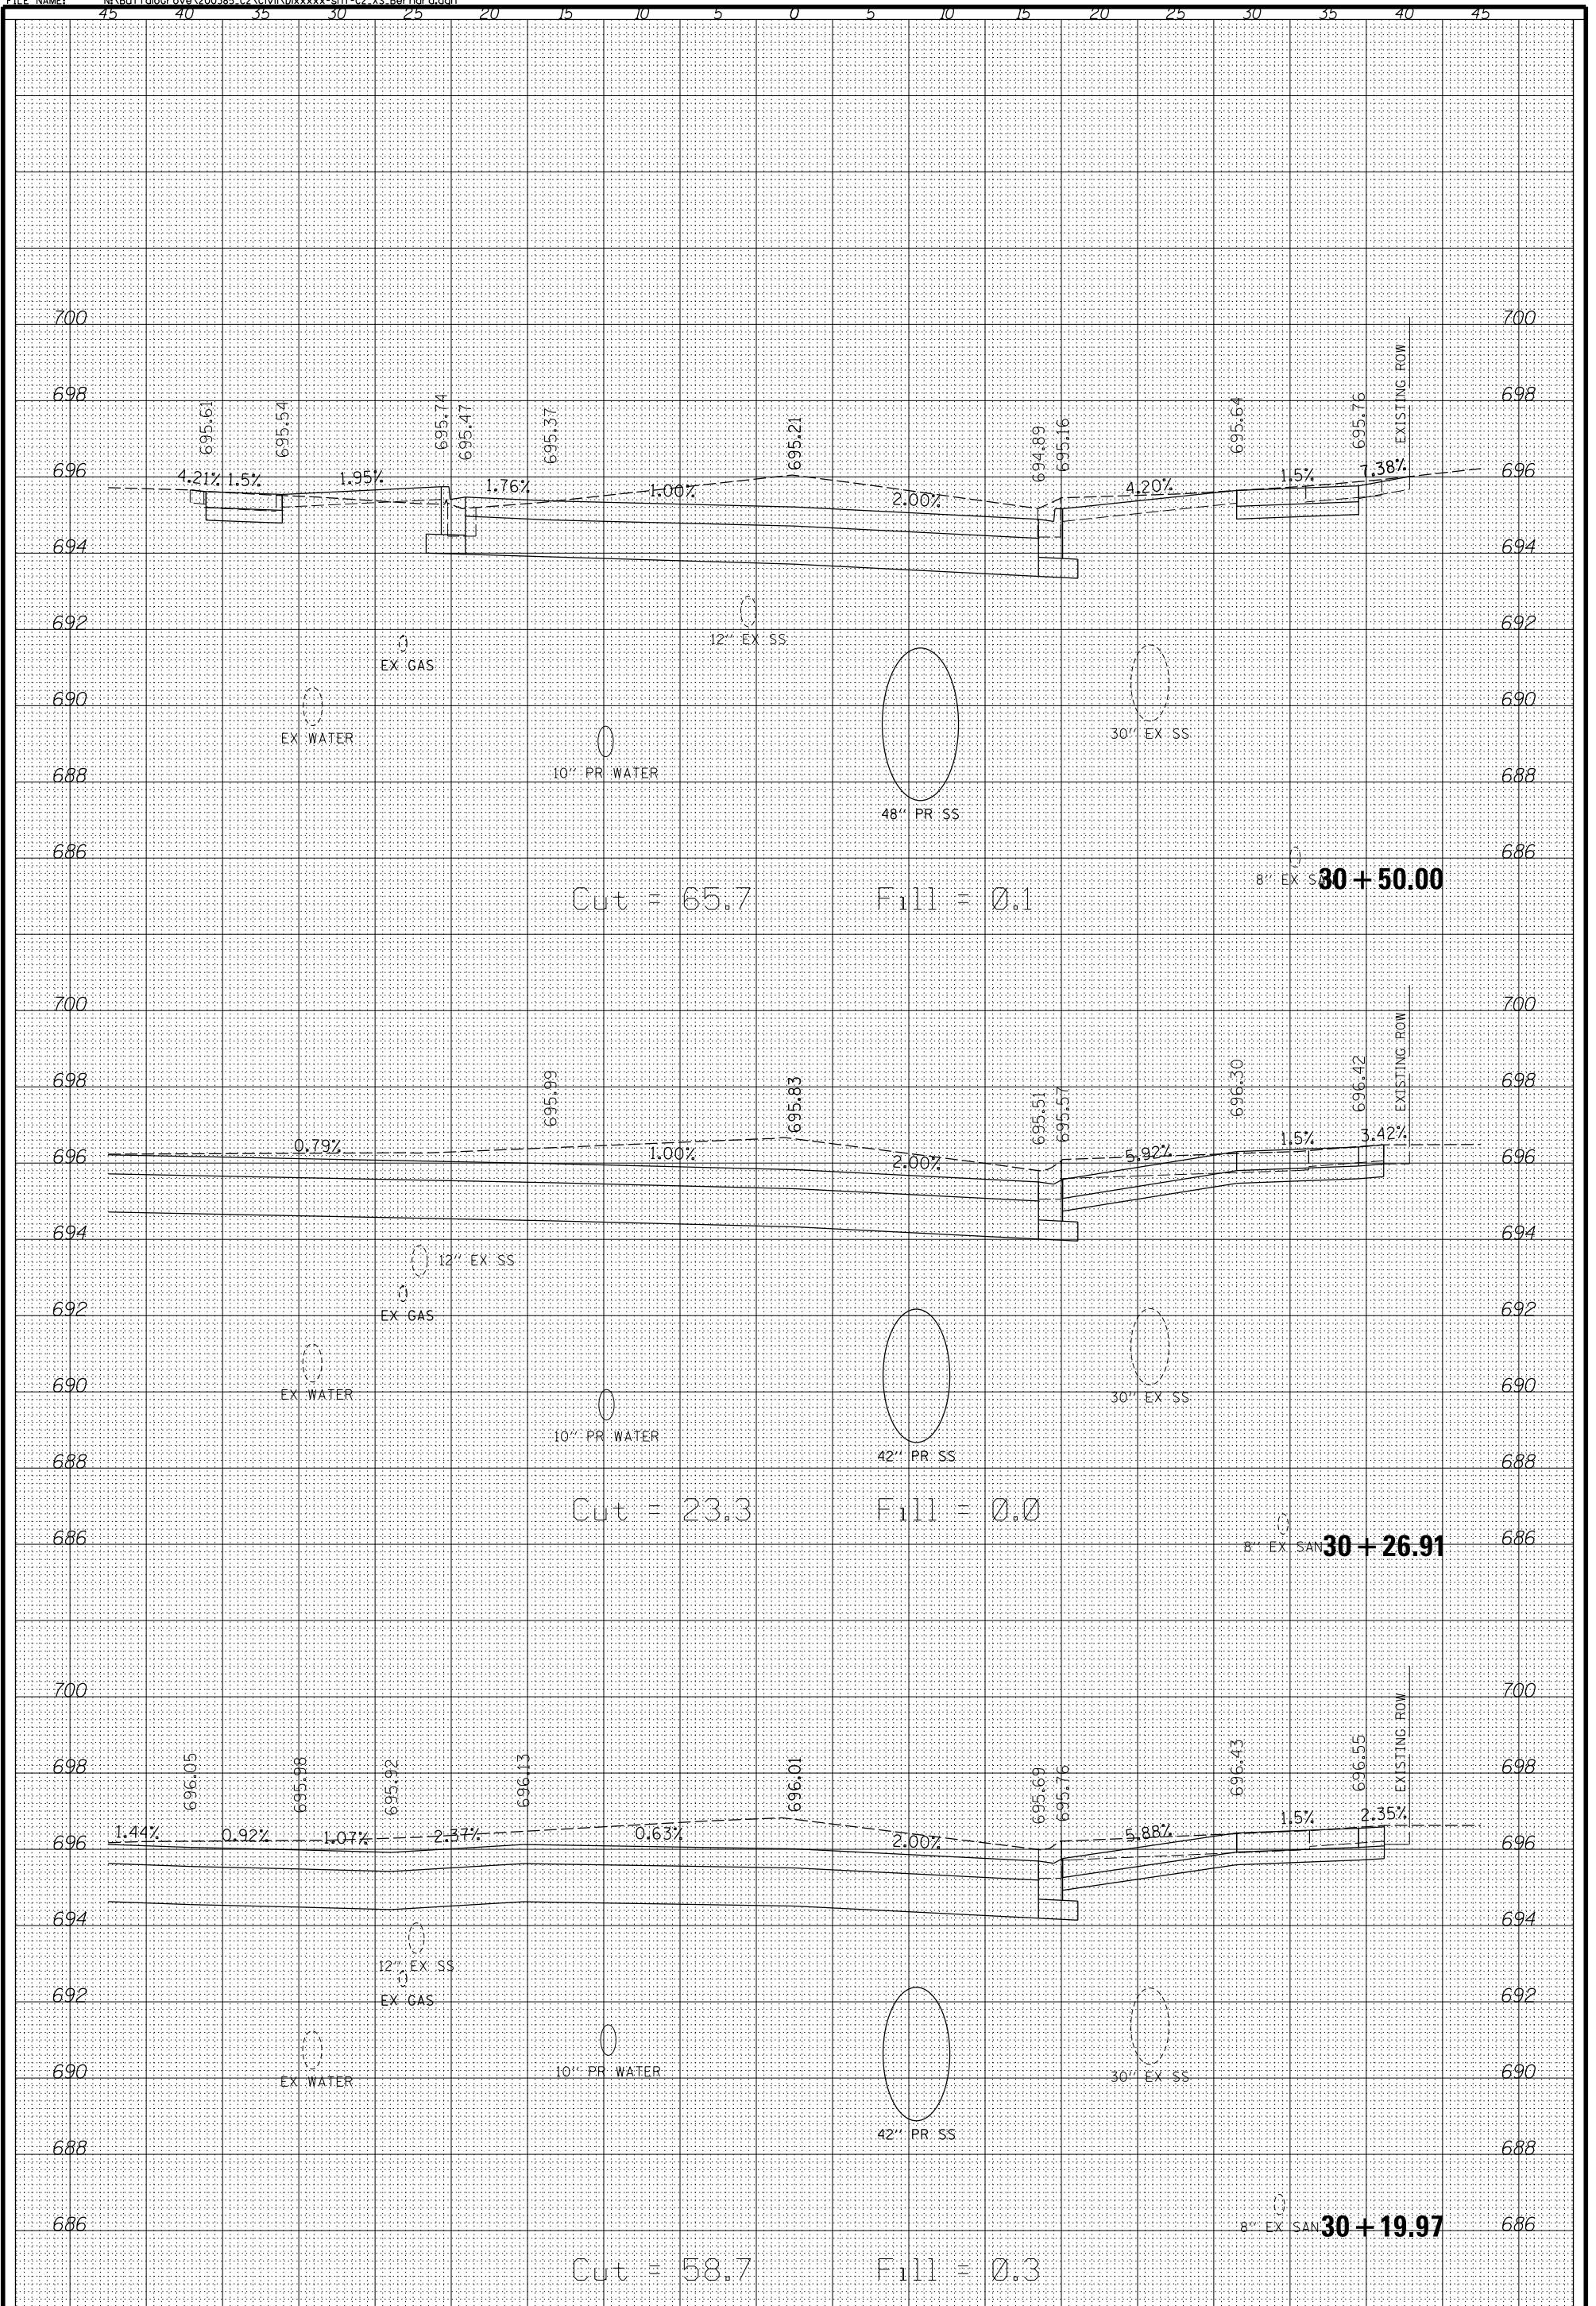 FILE NAME:
45 40 35 30 25 20 15 10 5 0 5 10 15 20 25 30 35 40 45
700 700
698 698
695.61 695.54 695.74 695.47 695.37 695.21 694.89 695.16 695.64 695.76 EXISTING ROW
696 4.21% 1.5% 1.95% 1.76% 1.00% 2.00% 4.20% 1.5% 7.38% 696
694 694
692 12'' EX SS 692
EX GAS
690 690
EX WATER 30'' EX SS
10'' PR WATER
688 688
48'' PR SS
686 686
8'' EX SAN 30+50.00
Cut = 65.7 Fill = 0.1
700 700
698 698
695.99 695.83 695.51 695.57 696.30 696.42 EXISTING ROW
696 0.79% 1.00% 2.00% 5.92% 1.5% 3.42% 696
694 694
12'' EX SS
692 692
EX GAS
690 690
EX WATER 30'' EX SS
10'' PR WATER
42'' PR SS
688 688
Cut = 23.3 Fill = 0.0
686 686
8'' EX SAN 30+26.91
700 700
698 698
696.05 695.98 695.92 696.13 696.01 695.69 695.76 696.43 696.55 EXISTING ROW
696 1.44% 0.92% 1.07% 2.37% 0.63% 2.00% 5.88% 1.5% 2.35% 696
694 694
12'' EX SS
692 692
EX GAS
690 690
10'' PR WATER
EX WATER 30'' EX SS
42'' PR SS
688 688
686 686
8'' EX SAN 30+19.97
Cut = 58.7 Fill = 0.3